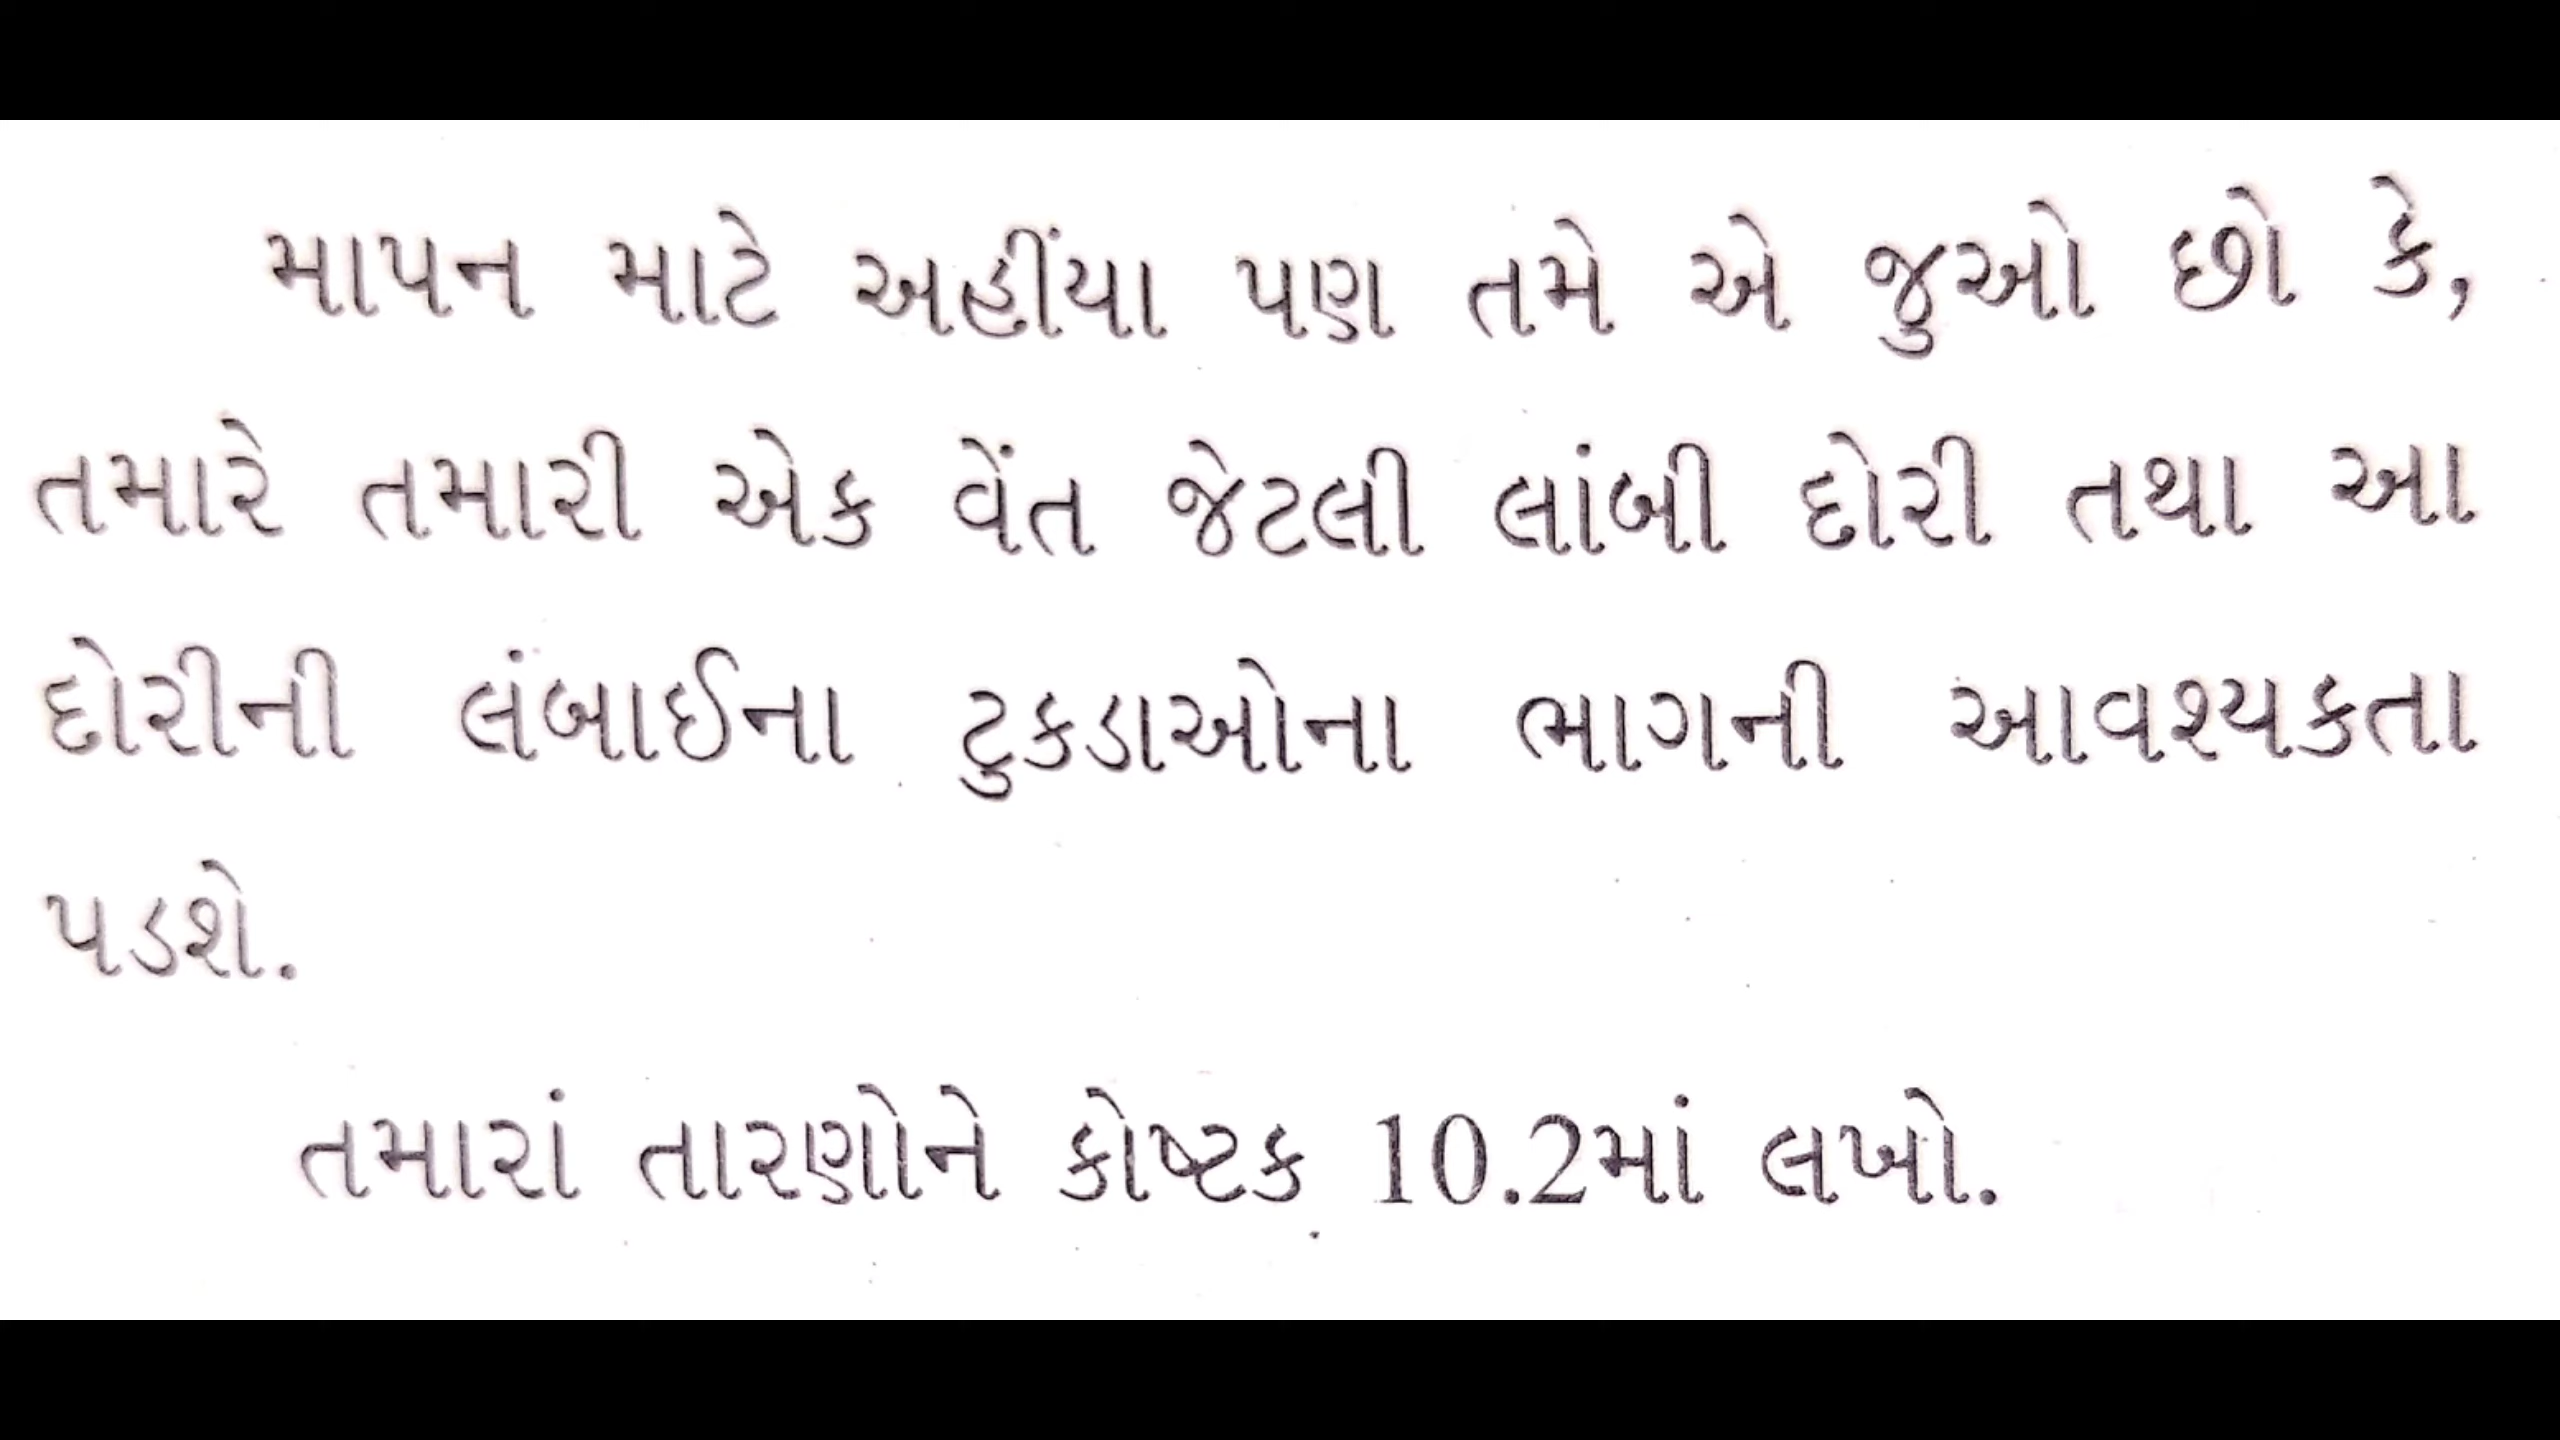 માપન માટે અહીંયા પણ તમે એ જુઓ છો કે,
તમારે તમારી એક વેંત જેટલી લાંબી દોરી તથા આ
દોરીની લંબાઈના ટુકડાઓના ભાગની આવશ્યકતા
પડશે.
તમારાં તારણોને કોષ્ટક 10.2માં લખો.